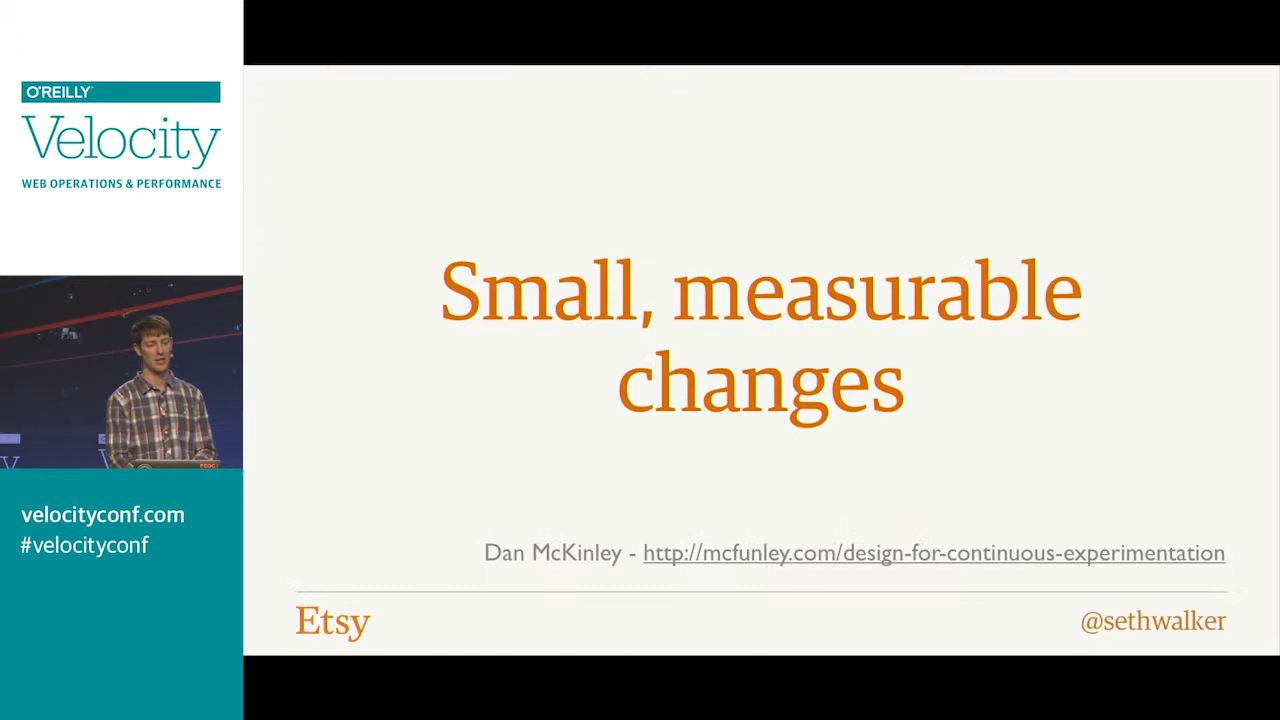 O'REILLY
Velocity
WEB OPERATIONS & PERFORMANCE
velocityconf.com
#velocityconf
Small, measurable
changes
Dan McKinley - http://mcfunley.com/design-for-continuous-experimentation
Etsy
@sethwalker